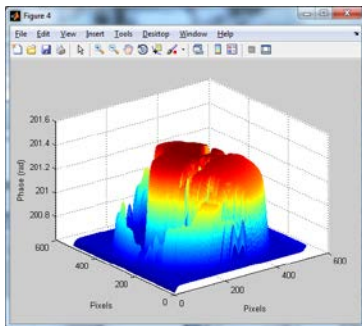 Figure 4
File Edit View Insert Tools Desktop Window Help
201.6
201.4
201.2
201
200.8
Phase (rad)
600
400
200
0
Pixels
0
200
400
600
Pixels